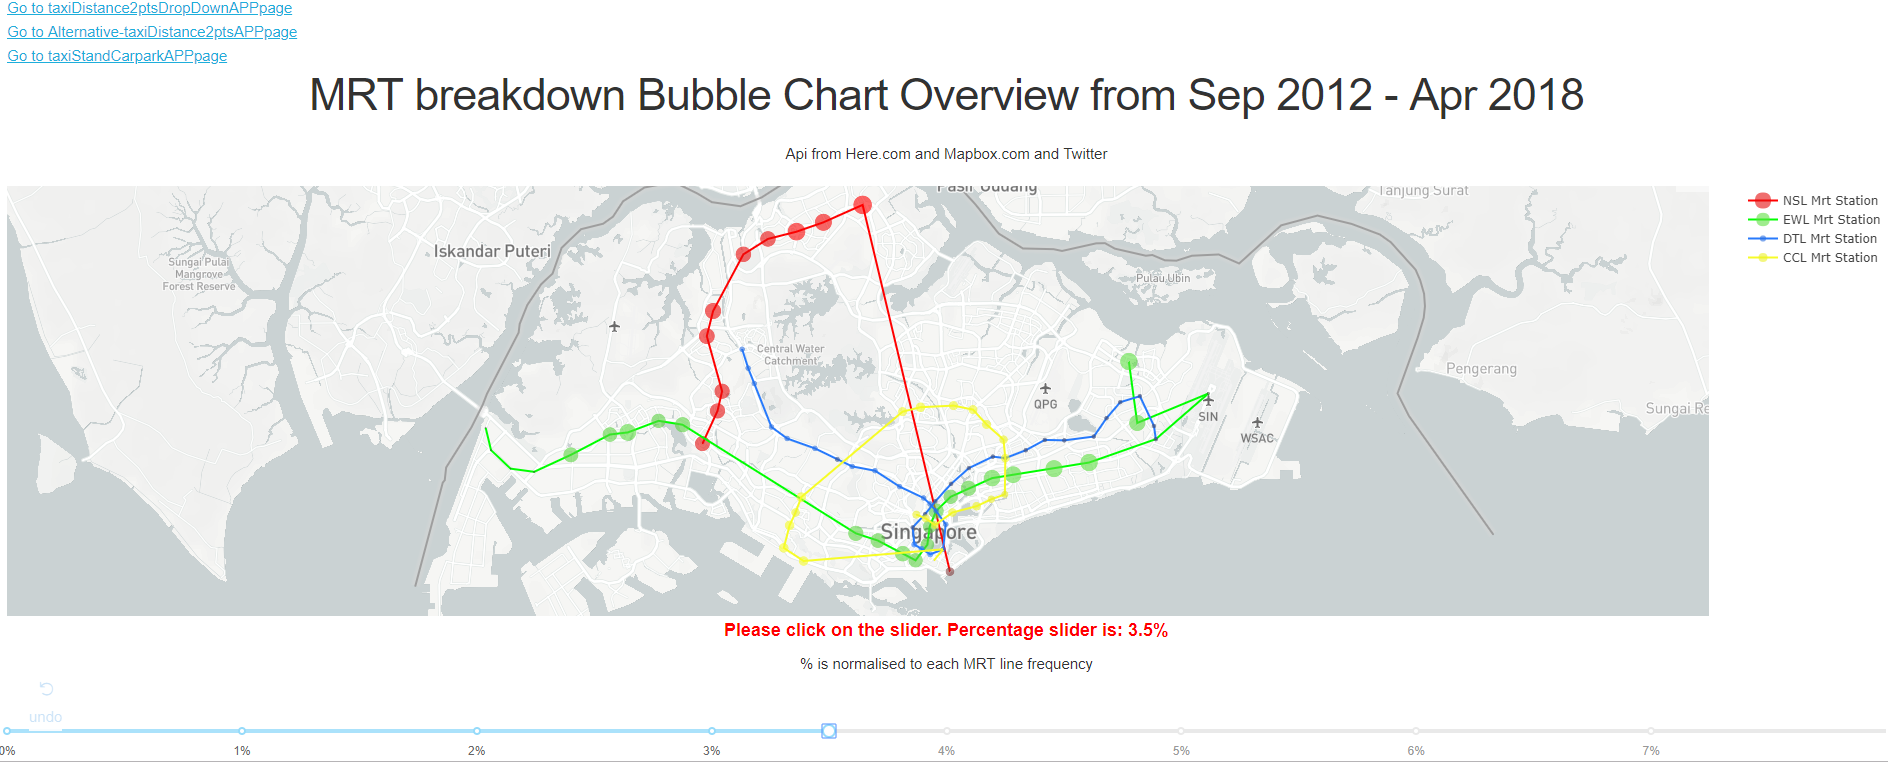 Go to taxiDistance2ptsDropDownAPPpage
Go to Alternative-taxiDistance2ptsAPPpage
Go to taxiStandCarparkAPPpage
MRT breakdown Bubble Chart Overview from Sep 2012 - Apr 2018
Api from Here.com and Mapbox.com and Twitter
Pasir Gudang
Tanjung Surat
NSL Mrt Station
EWL Mrt Station
DTL Mrt Station
CCL Mrt Station
Iskandar Puteri
Sungai Pulai
Mangrove
Forest Reserve
Pulau Ubin
Central Water
Catchment
Pengerang
QPG
SIN
WSAC
Sungai Re
Singapore
Please click on the slider. Percentage slider is: 3.5%
% is normalised to each MRT line frequency
undo
0% 1% 2% 3% 4% 5% 6% 7%